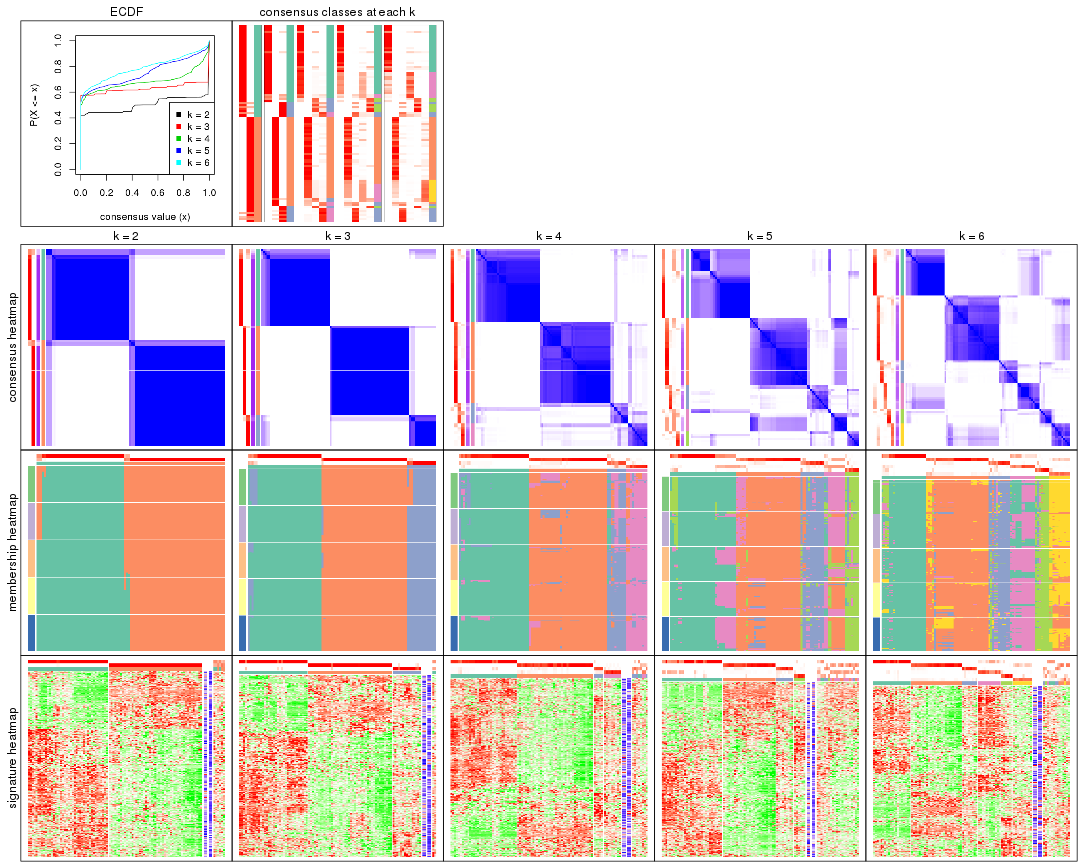 ECDF
consensus classes at each k
P(X <= x)
0.0 0.2 0.4 0.6 0.8 1.0
k = 2
k = 3
k = 4
k = 5
k = 6
0.0 0.2 0.4 0.6 0.8 1.0
consensus value (x)
k = 2
k = 3
k = 4
k = 5
k = 6
consensus heatmap
membership heatmap
signature heatmap